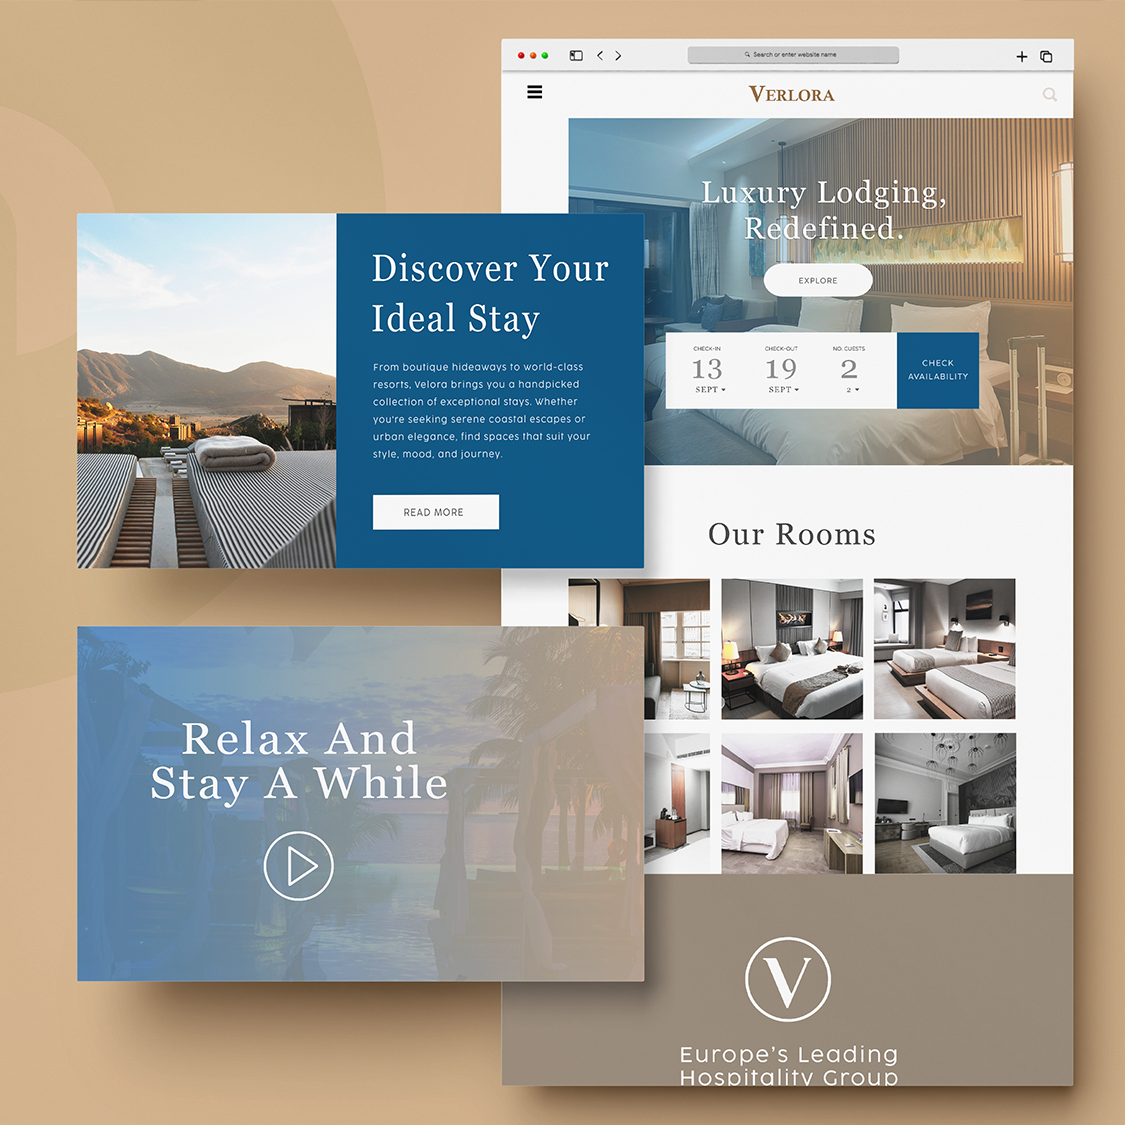 Search or enter website name
VERLORA
Luxury Lodging,
Redefined.
EXPLORE
CHECK-IN
13
SEPT
CHECK-OUT
19
SEPT
NO. GUESTS
2
2
CHECK
AVAILABILITY
Discover Your
Ideal Stay
From boutique hideaways to world-class
resorts, Velora brings you a handpicked
collection of exceptional stays. Whether
you're seeking serene coastal escapes or
urban elegance, find spaces that suit your
style, mood, and journey.
READ MORE
Our Rooms
Relax And
Stay A While
V
Europe's Leading
Hospitality Group